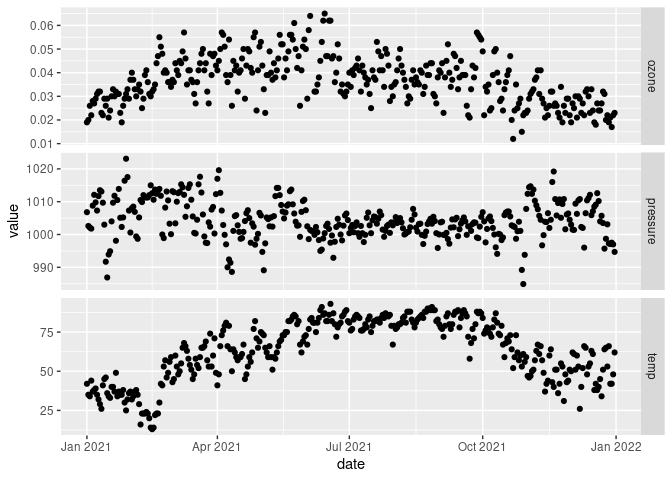 0.06
0.05
0.04
0.03
0.02
0.01
ozone
1020
1010
1000
990
pressure
value
75
50
25
temp
Jan 2021
Apr 2021
Jul 2021
Oct 2021
Jan 2022
date